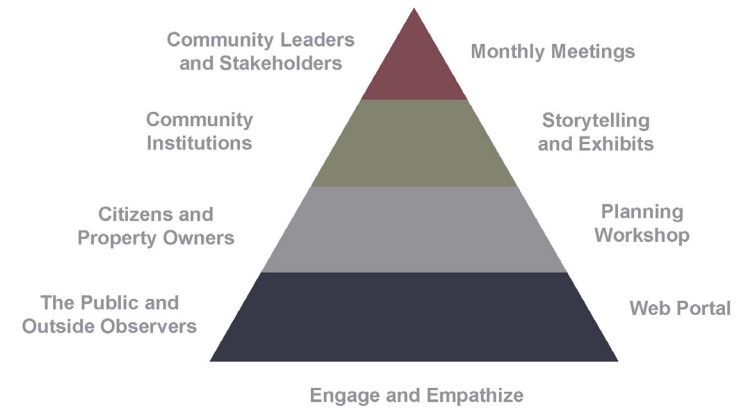 Community Leaders
and Stakeholders
Monthly Meetings
Community
Institutions
Storytelling
and Exhibits
Citizens and
Property Owners
Planning
Workshop
The Public and
Outside Observers
Web Portal
Engage and Empathize